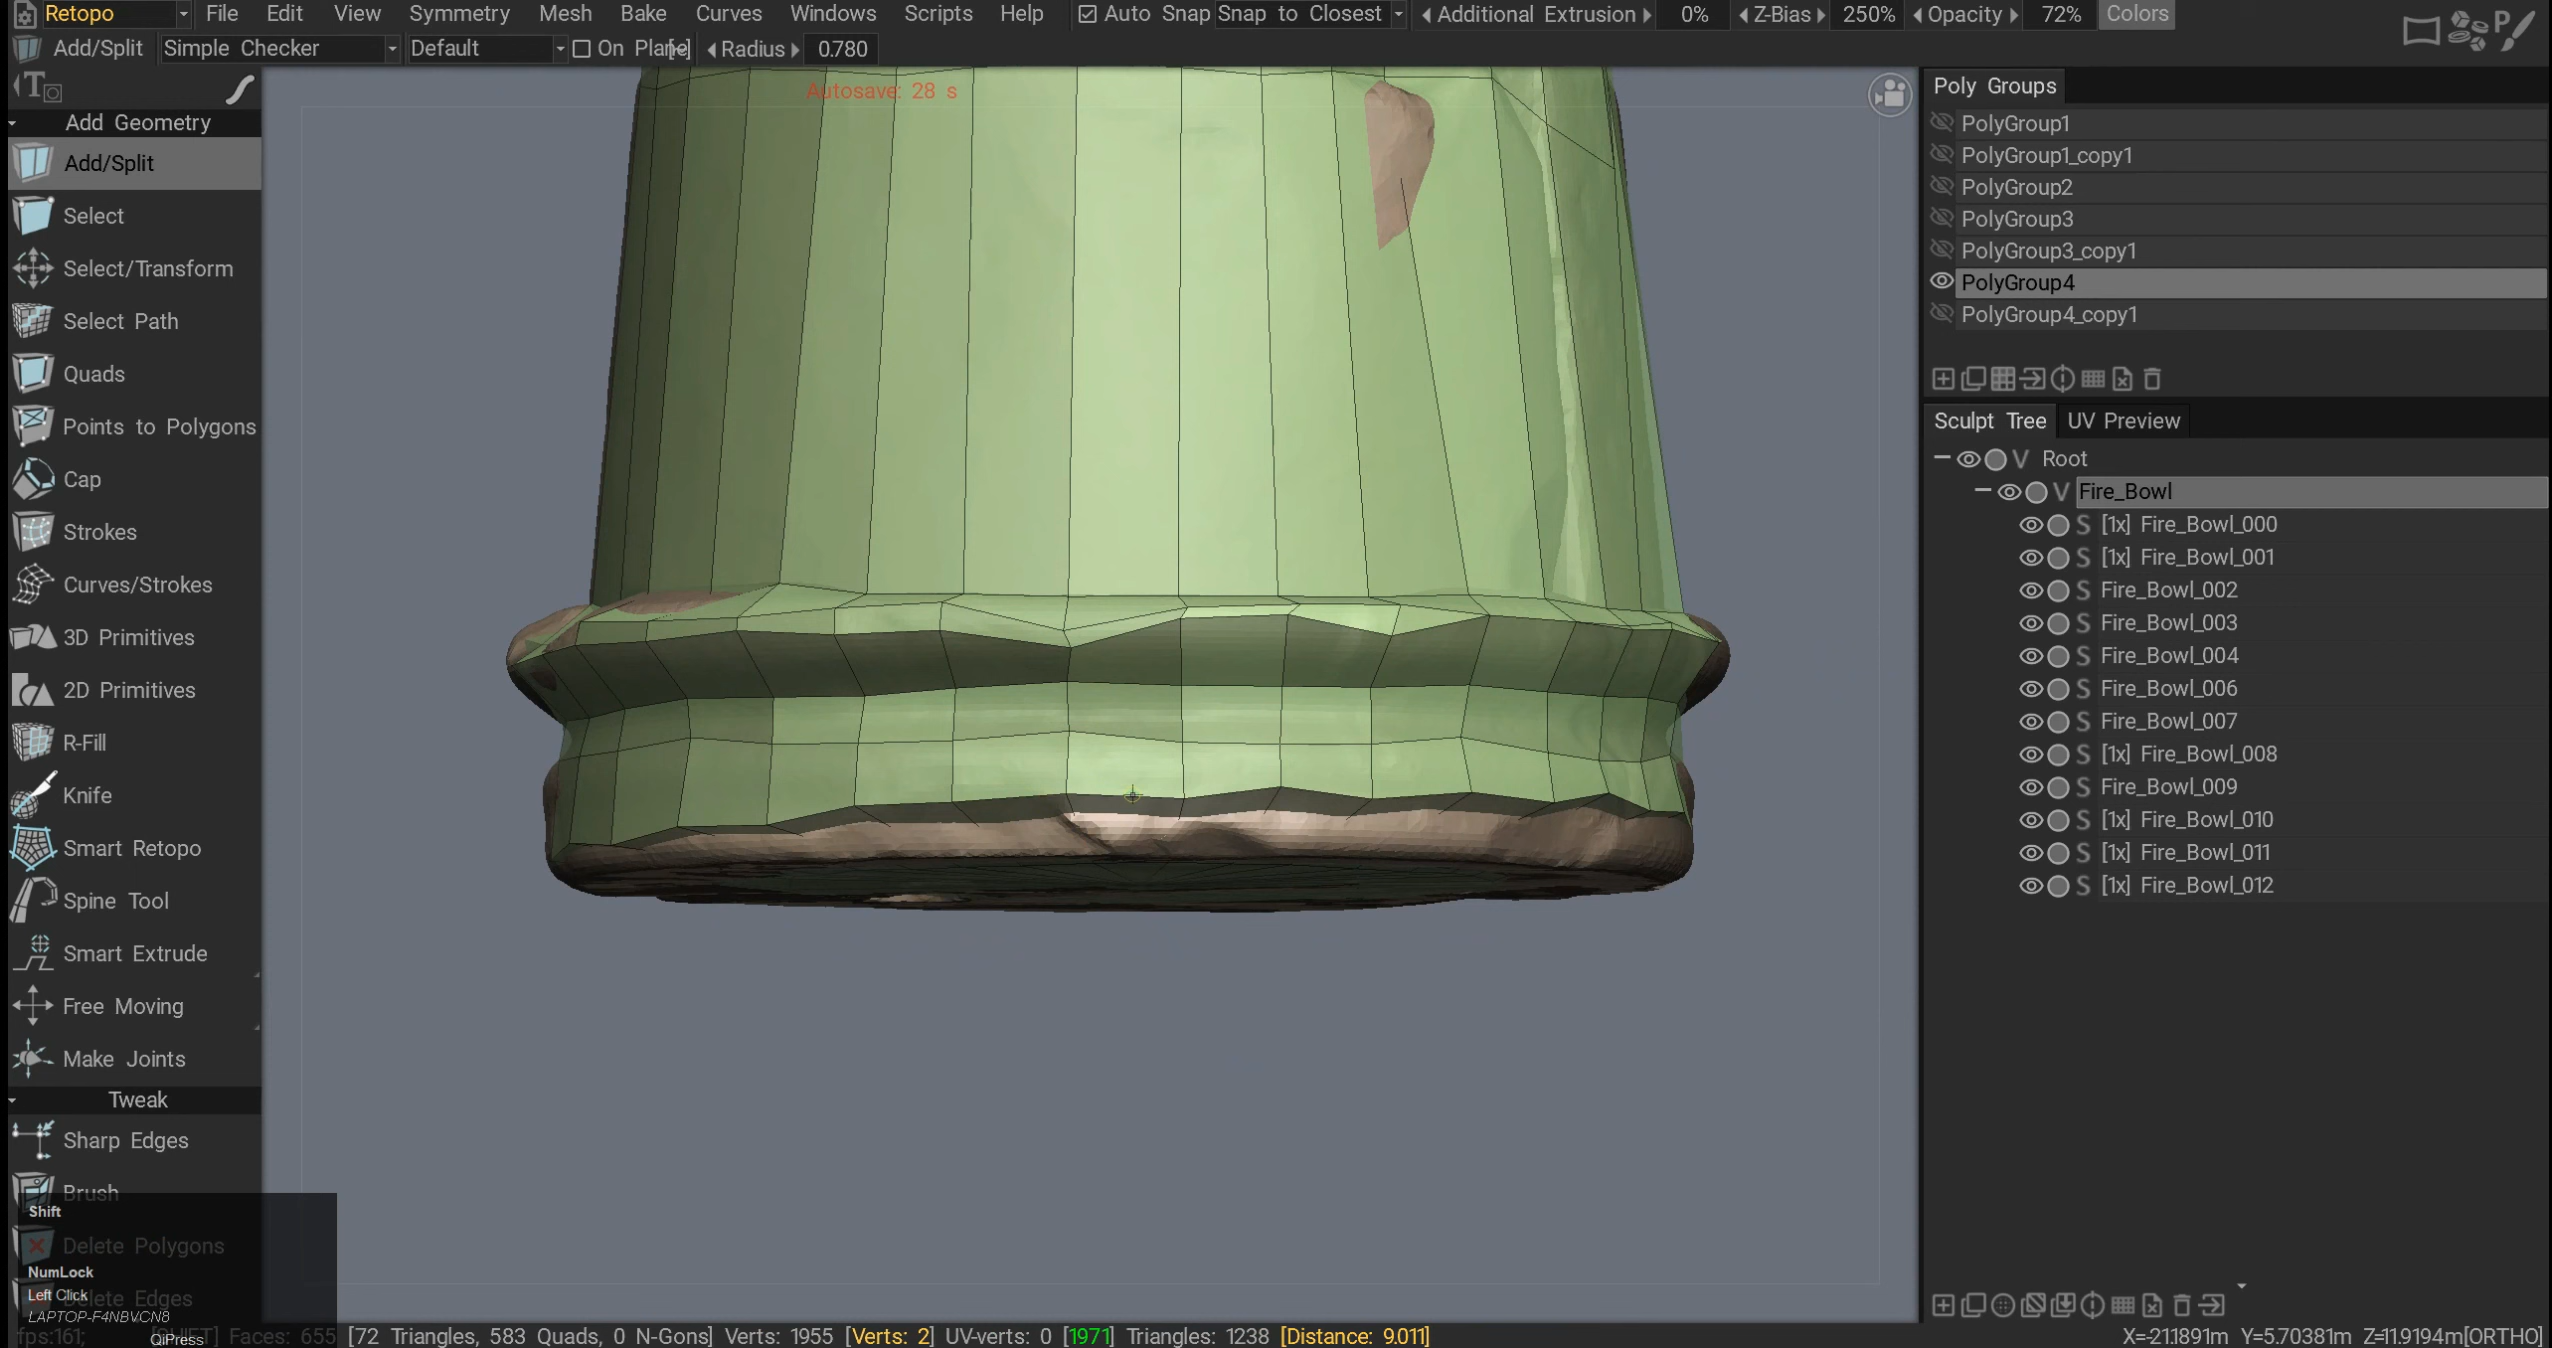 Retopo File Edit View Symmetry Mesh Bake Curves Windows Scripts Help Auto Snap Snap to Closest Additional Extrusion 0% Z-Bias 250% Opacity 72% Colors
Add/Split Simple Checker Default On Plane Radius 0.780
Autosave: 28 s
Add Geometry
Add/Split
Select
Select/Transform
Select Path
Quads
Points to Polygons
Cap
Strokes
Curves/Strokes
3D Primitives
2D Primitives
R-Fill
Knife
Smart Retopo
Spine Tool
Smart Extrude
Free Moving
Make Joints
Tweak
Sharp Edges
Brush
Shift
Delete Polygons
NumLock
Left Click
Delete Edges
LAPTOP-F4NBVCN8
QiPress
Poly Groups
PolyGroup1
PolyGroup1_copy1
PolyGroup2
PolyGroup3
PolyGroup3_copy1
PolyGroup4
PolyGroup4_copy1
Sculpt Tree UV Preview
V Root
V Fire_Bowl
S [1x] Fire_Bowl_000
S [1x] Fire_Bowl_001
S Fire_Bowl_002
S Fire_Bowl_003
S Fire_Bowl_004
S Fire_Bowl_006
S Fire_Bowl_007
S [1x] Fire_Bowl_008
S Fire_Bowl_009
S [1x] Fire_Bowl_010
S [1x] Fire_Bowl_011
S [1x] Fire_Bowl_012
fps:161; [SHIFT] Faces: 655 [72 Triangles, 583 Quads, 0 N-Gons] Verts: 1955 [Verts: 2] UV-verts: 0 [1971] Triangles: 1238 [Distance: 9.011] X=-21.1891m Y=5.70381m Z=11.9194m[ORTHO]